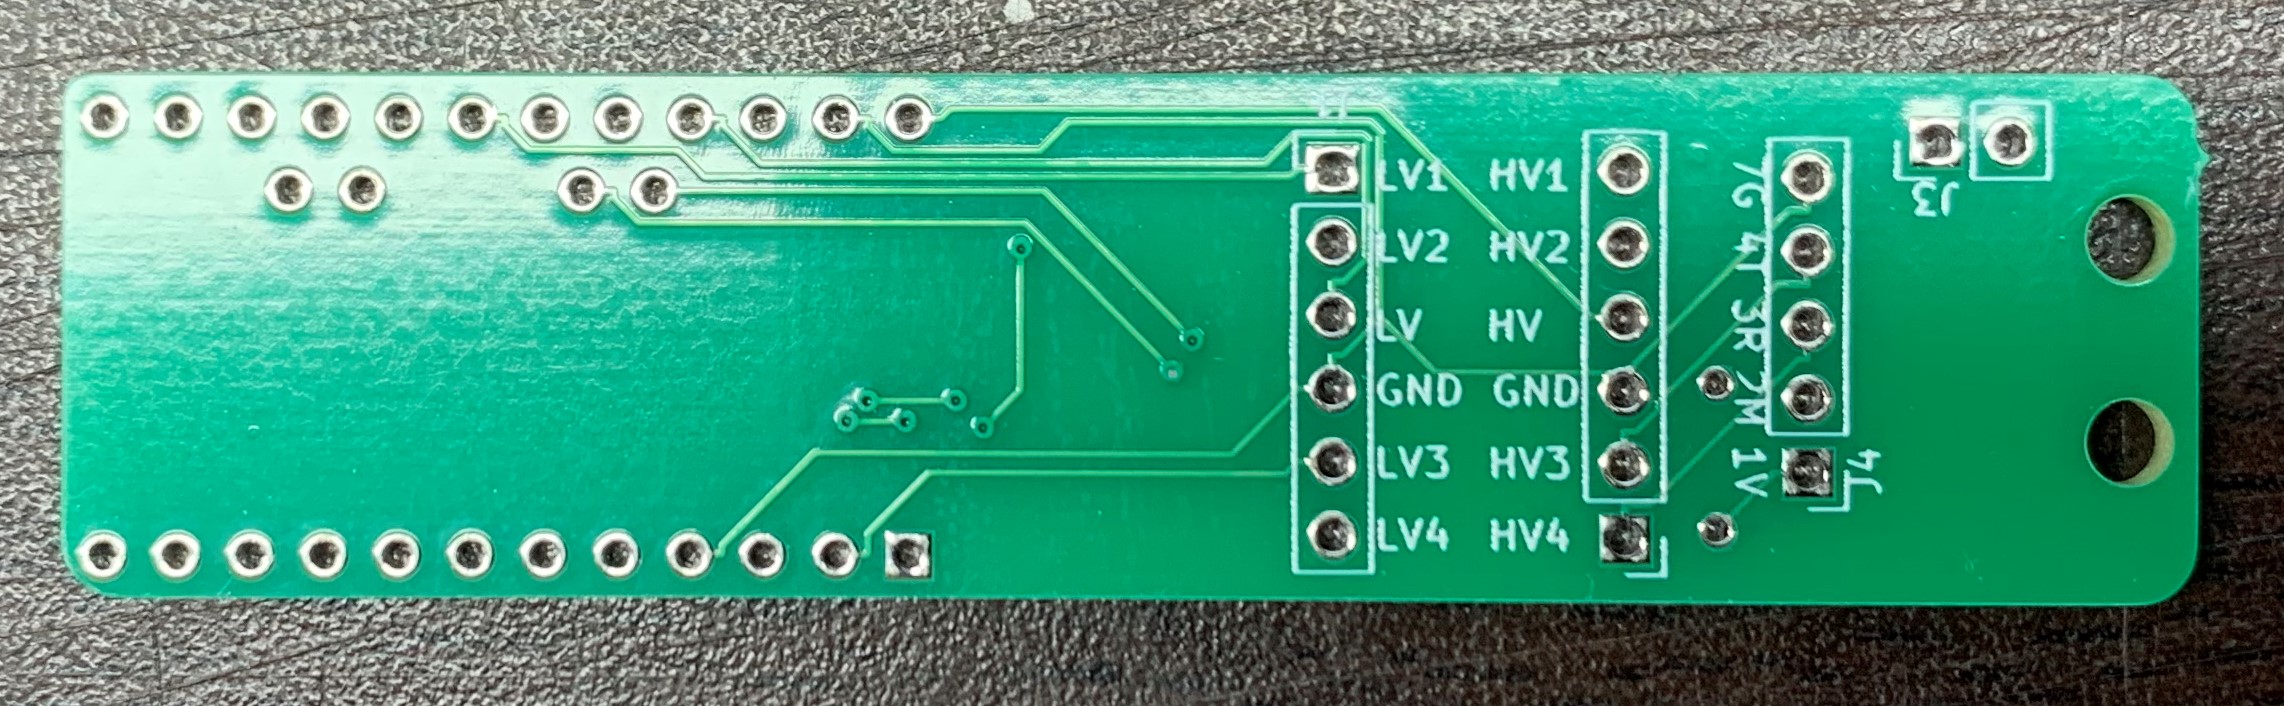 LV1 HV1
LV2 HV2
LV HV
GND GND
LV3 HV3
LV4 HV4
7G 4T 3R 2M 1V
J3
J4